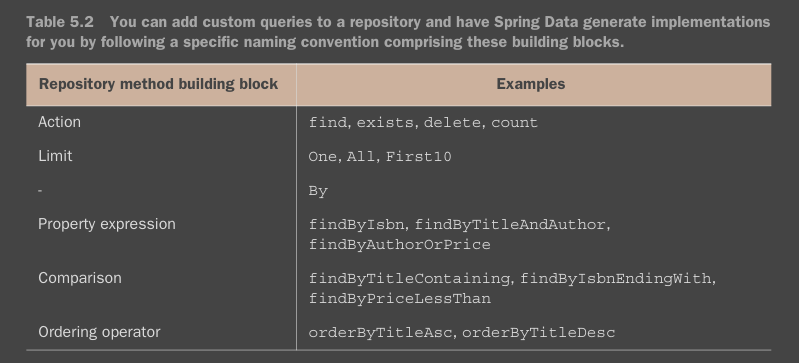 Table 5.2 You can add custom queries to a repository and have Spring Data generate implementations
for you by following a specific naming convention comprising these building blocks.
Repository method building block Examples
Action find, exists, delete, count
Limit One, All, First10
- By
Property expression findByIsbn, findByTitleAndAuthor,
findByAuthorOrPrice
Comparison findByTitleContaining, findByIsbnEndingWith,
findByPriceLessThan
Ordering operator orderByTitleAsc, orderByTitleDesc